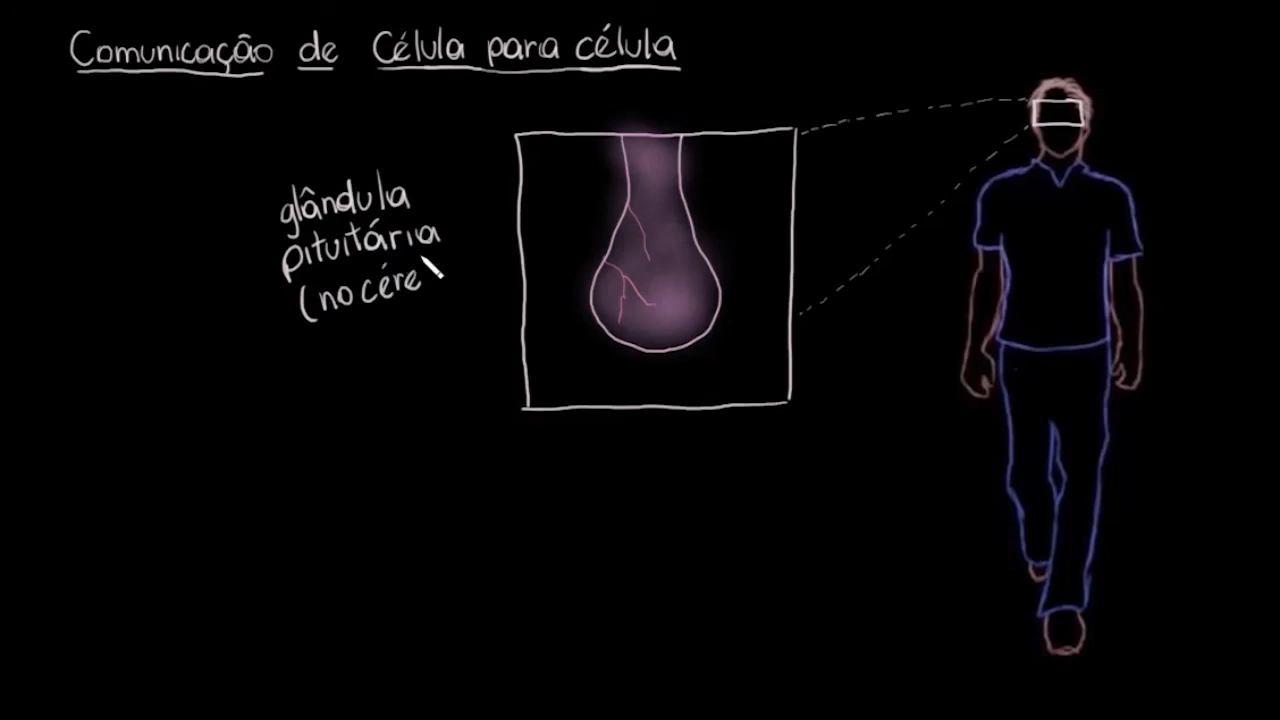 Comunicação de Célula para célula
glândula
pituitária
(no cére